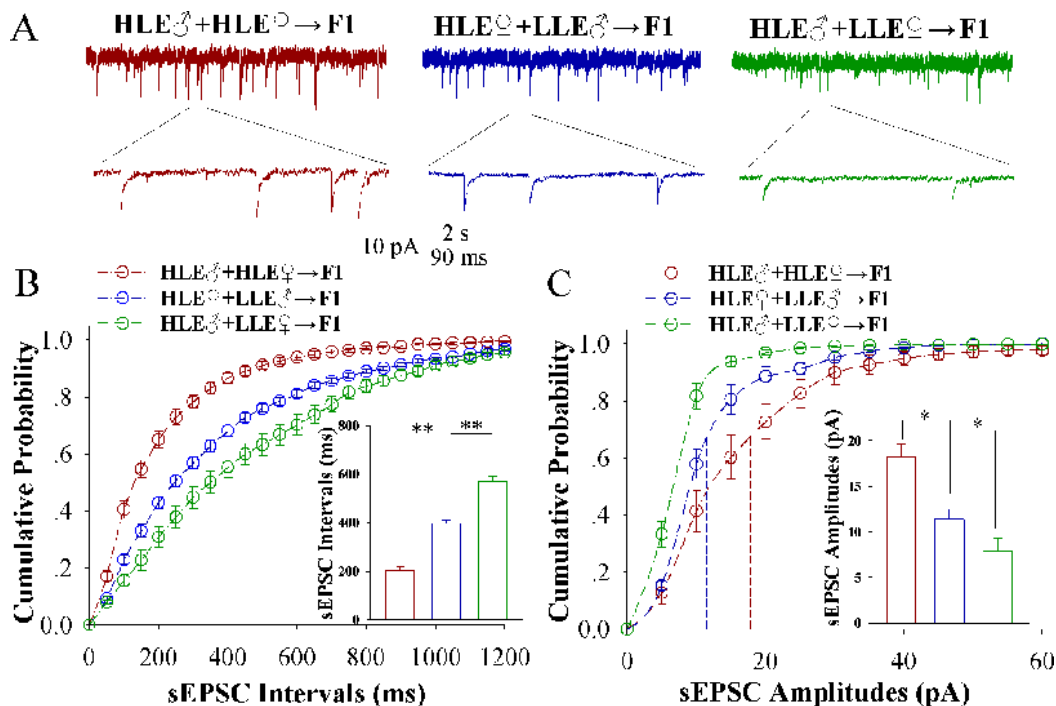 A
HLE♂+HLE♀→F1 HLE♀+LLE♂→F1 HLE♂+LLE♀→F1
10 pA 2 s
90 ms
B
HLE♂+HLE♀→F1
HLE♀+LLE♂→F1
HLE♂+LLE♀→F1
Cumulative Probability
1.0
.8
.6
.4
.2
0.0
0 200 400 600 800 1000 1200
sEPSC Intervals (ms)
sEPSC Intervals (ms)
800
600
400
200
** **
C
HLE♂+HLE♀→F1
HLE♀+LLE♂→F1
HLE♂+LLE♀→F1
Cumulative Probability
1.0
.8
.6
.4
.2
0.0
0 20 40 60
sEPSC Amplitudes (pA)
sEPSC Amplitudes (pA)
20
15
10
5
0
* *